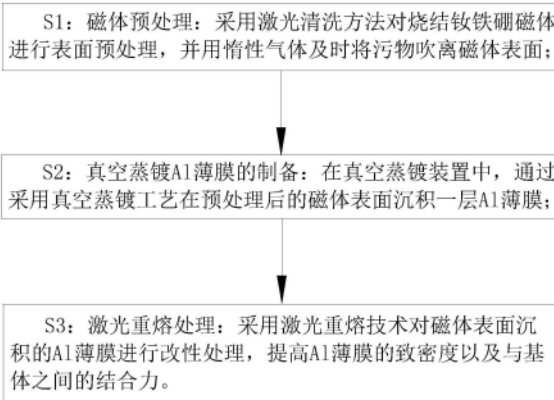 S1：磁体预处理：采用激光清洗方法对烧结钕铁硼磁体
进行表面预处理，并用惰性气体及时将污物吹离磁体表面；
S2：真空蒸镀Al薄膜的制备：在真空蒸镀装置中，通过
采用真空蒸镀工艺在预处理后的磁体表面沉积一层Al薄膜；
S3：激光重熔处理：采用激光重熔技术对磁体表面沉
积的Al薄膜进行改性处理，提高Al薄膜的致密度以及与基
体之间的结合力。